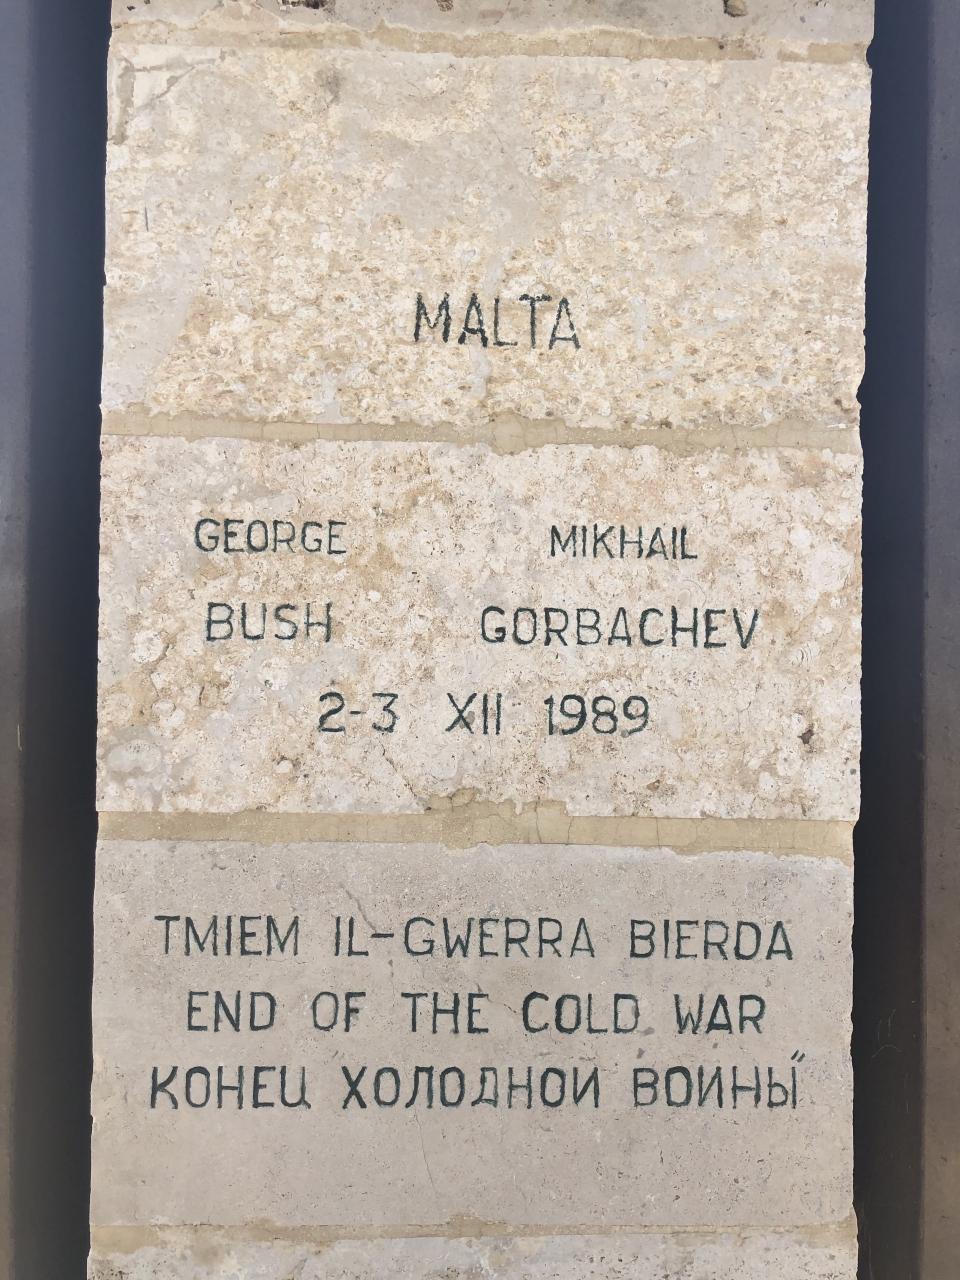 MALTA
GEORGE MIKHAIL
BUSH GORBACHEV
2-3 XII 1989
TMIEM IL-GWERRA BIERDA
END OF THE COLD WAR
КОНЕЦ ХОЛОДНОИ ВОИНЫ"